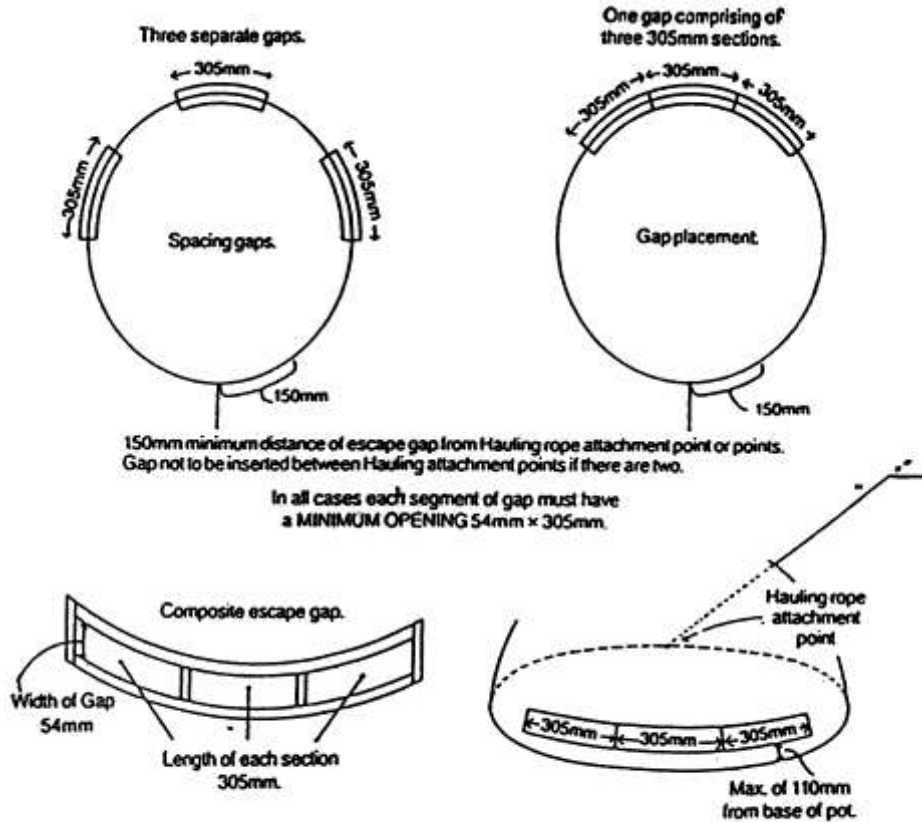 Three separate gaps.
305mm
305mm
305mm
Spacing gaps.
150mm
One gap comprising of
three 305mm sections.
305mm
305mm
305mm
Gap placement.
150mm
150mm minimum distance of escape gap from Hauling rope attachment point or points.
Gap not to be inserted between Hauling attachment points if there are two.
In all cases each segment of gap must have
a MINIMUM OPENING 54mm × 305mm.
Composite escape gap.
Width of Gap
54mm
Length of each section
305mm.
Hauling rope
attachment
point
305mm
305mm
305mm
Max. of 110mm
from base of pot.